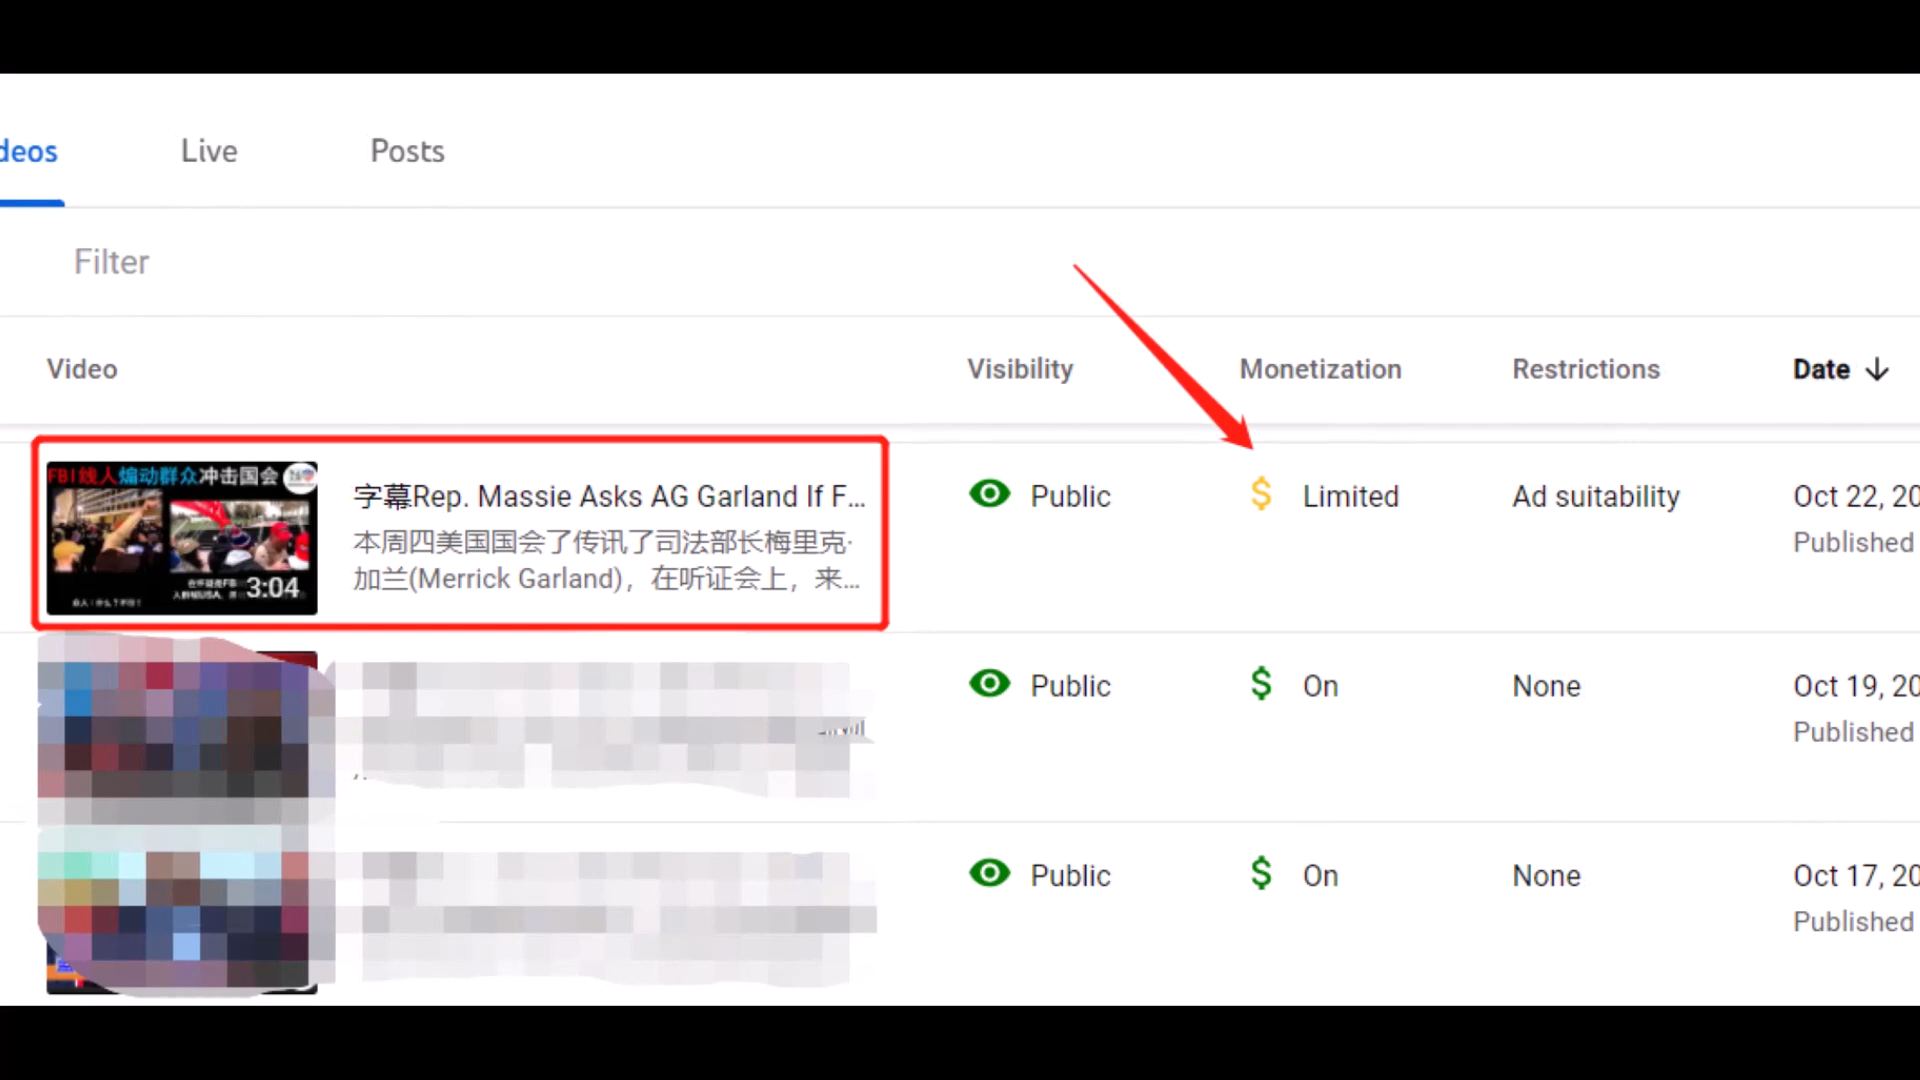 deos Live Posts
Filter
Video Visibility Monetization Restrictions Date
FBI线人煽动群众冲击国会
3:04
字幕Rep. Massie Asks AG Garland If F...
本周四美国国会了传讯了司法部长梅里克·
加兰(Merrick Garland)，在听证会上，来...
Public Limited Ad suitability Oct 22, 20
Published
Public On None Oct 19, 20
Published
Public On None Oct 17, 20
Published